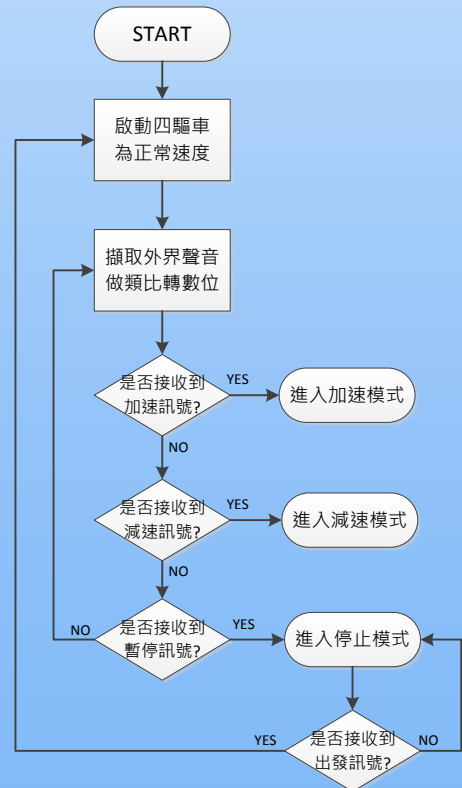 START
啟動四驅車
為正常速度
擷取外界聲音
做類比轉數位
是否接收到
加速訊號?
YES
進入加速模式
NO
是否接收到
減速訊號?
YES
進入減速模式
NO
NO
是否接收到
暫停訊號?
YES
進入停止模式
YES
是否接收到
出發訊號?
NO